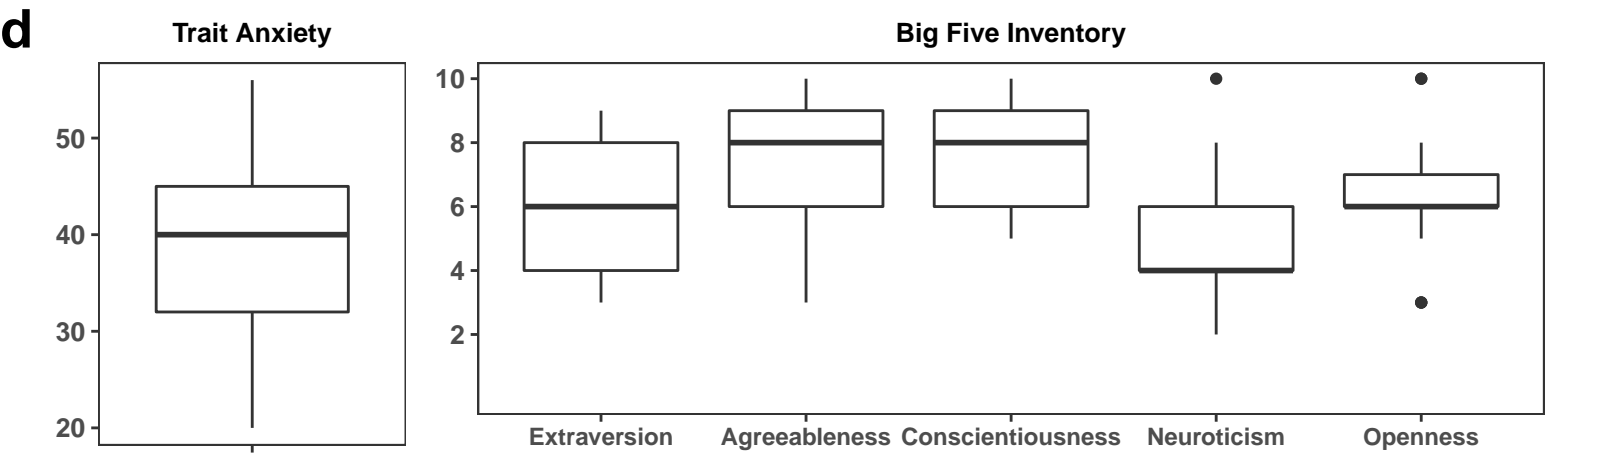 d
Trait Anxiety
Big Five Inventory
50
40
30
20
10
8
6
4
2
Extraversion Agreeableness Conscientiousness Neuroticism Openness